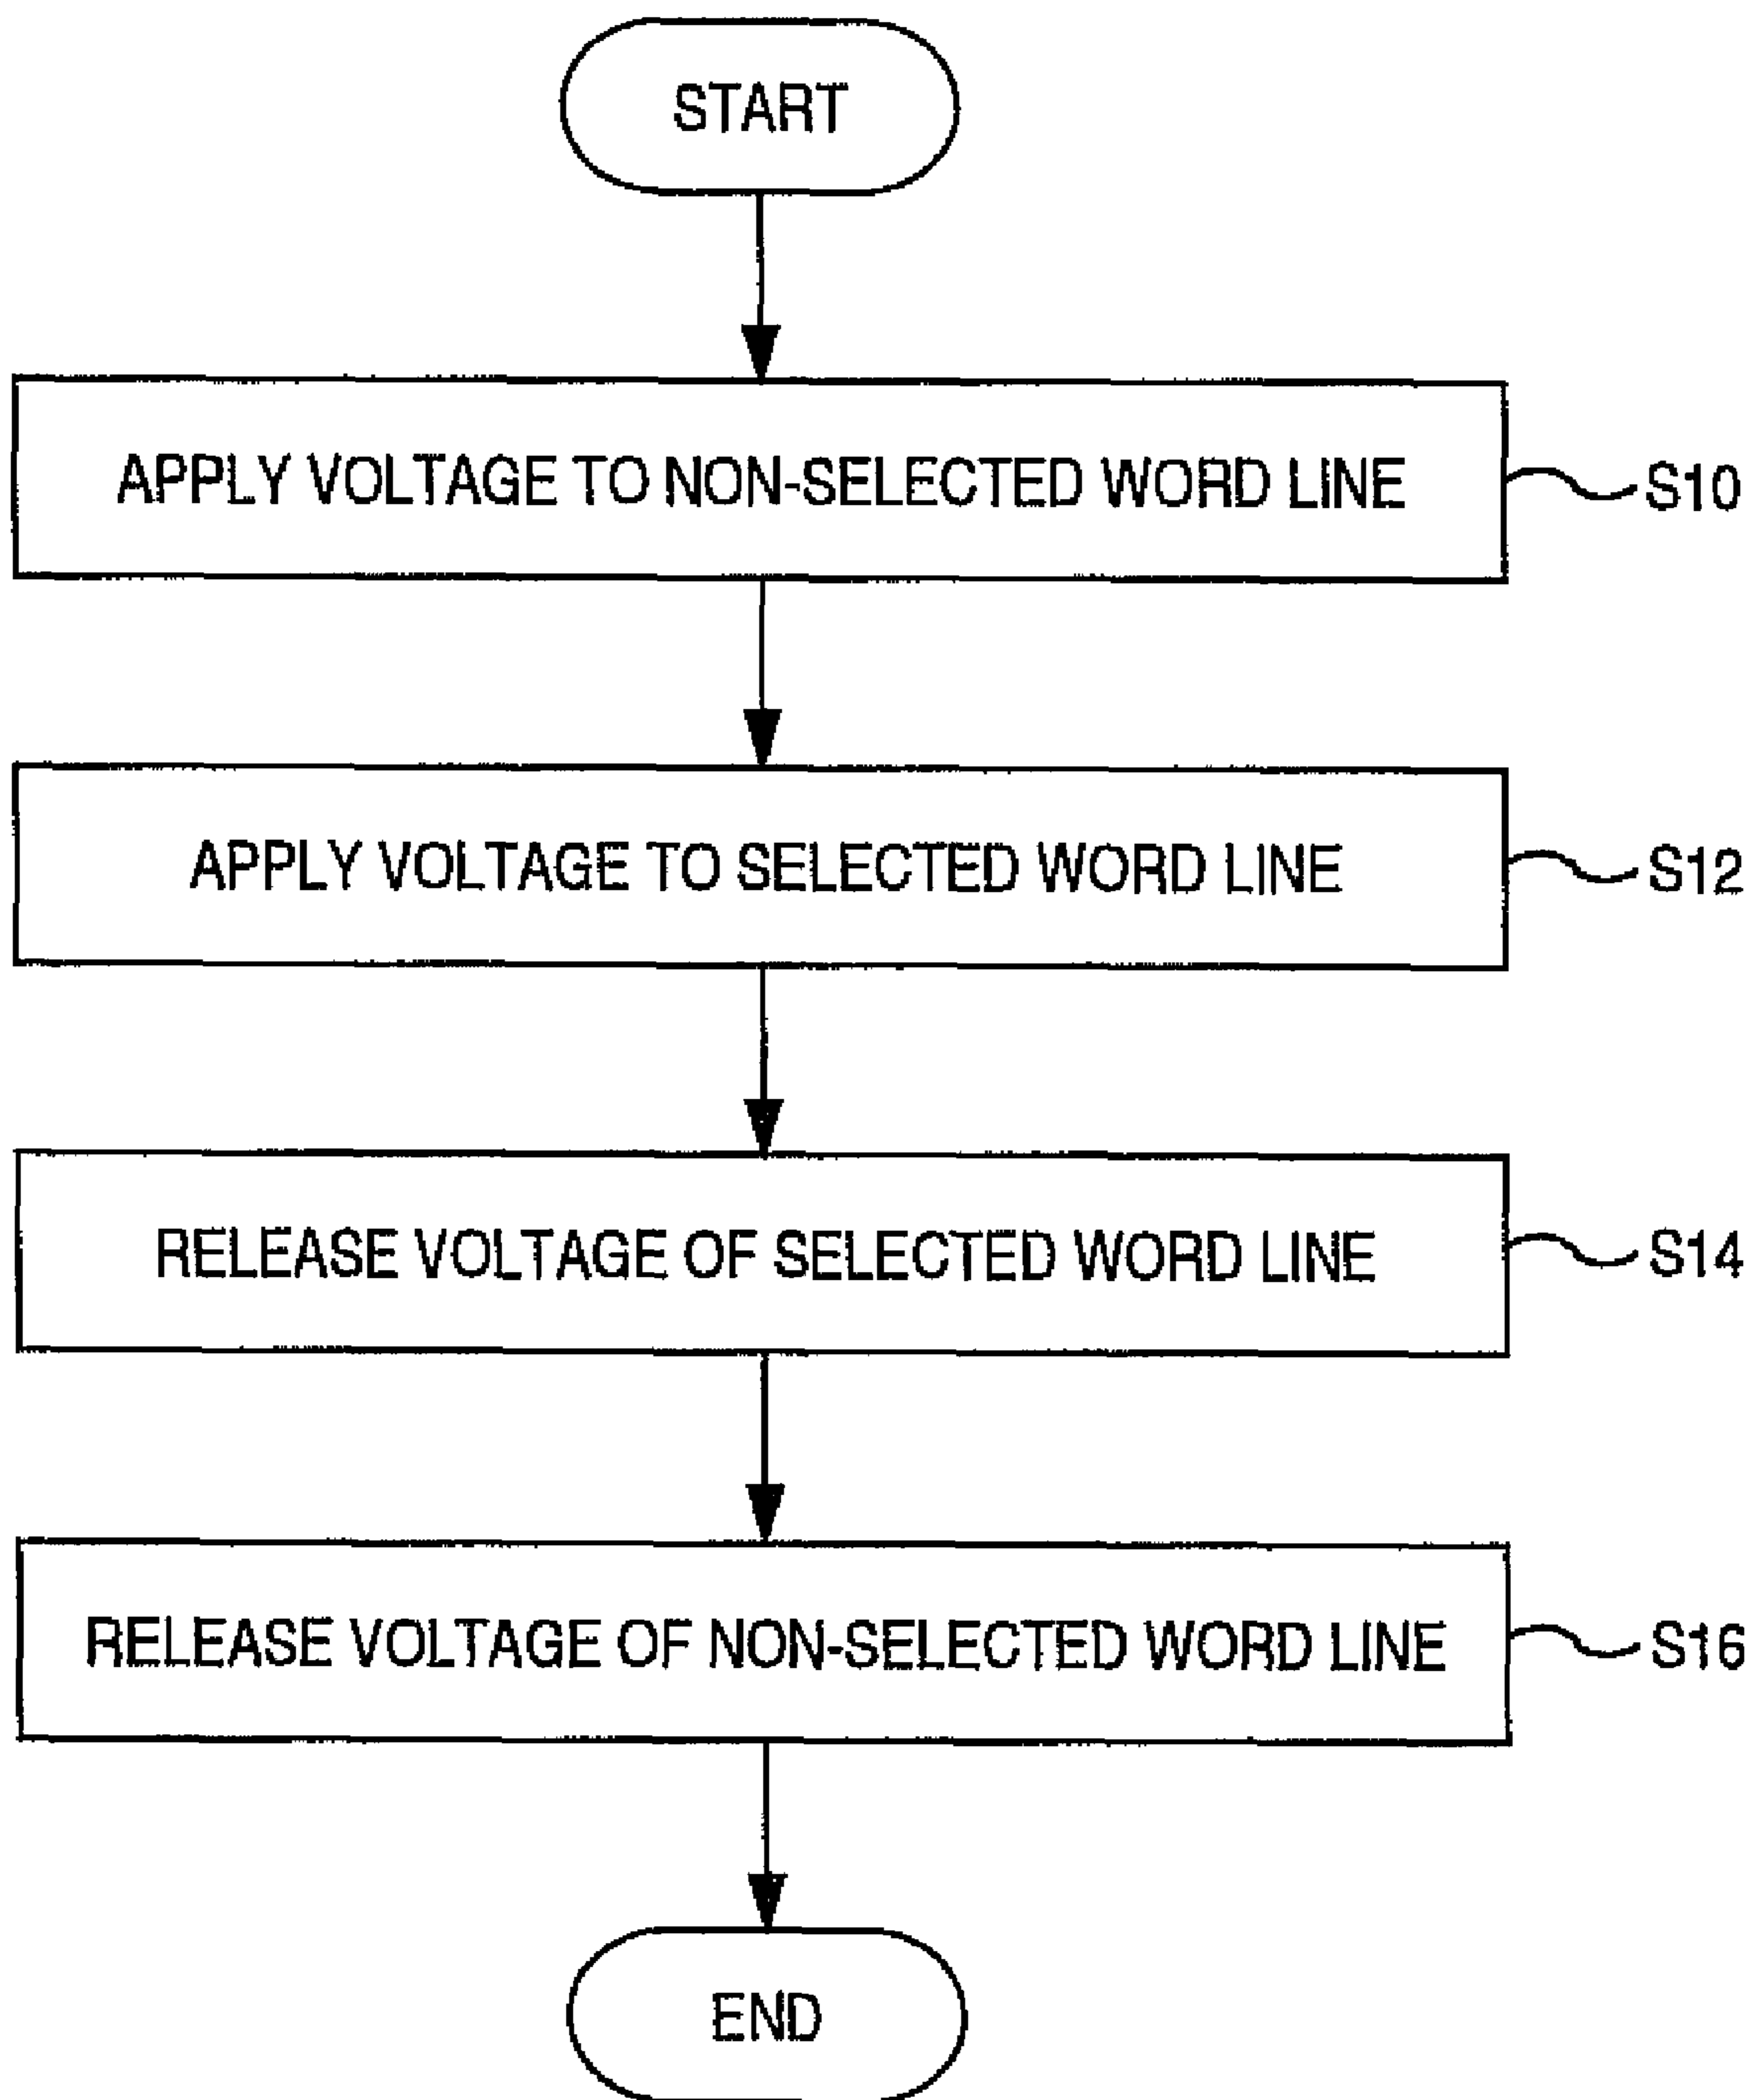 START
APPLY VOLTAGE TO NON-SELECTED WORD LINE
S10
APPLY VOLTAGE TO SELECTED WORD LINE
S12
RELEASE VOLTAGE OF SELECTED WORD LINE
S14
RELEASE VOLTAGE OF NON-SELECTED WORD LINE
S16
END